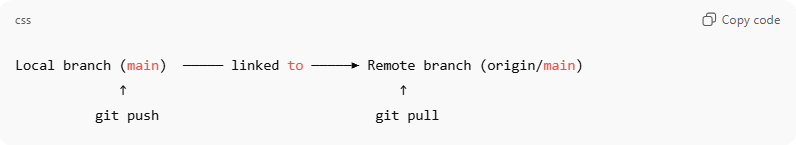 css
Copy code
Local branch (main) ───── linked to ─────► Remote branch (origin/main)
↑ ↑
git push git pull